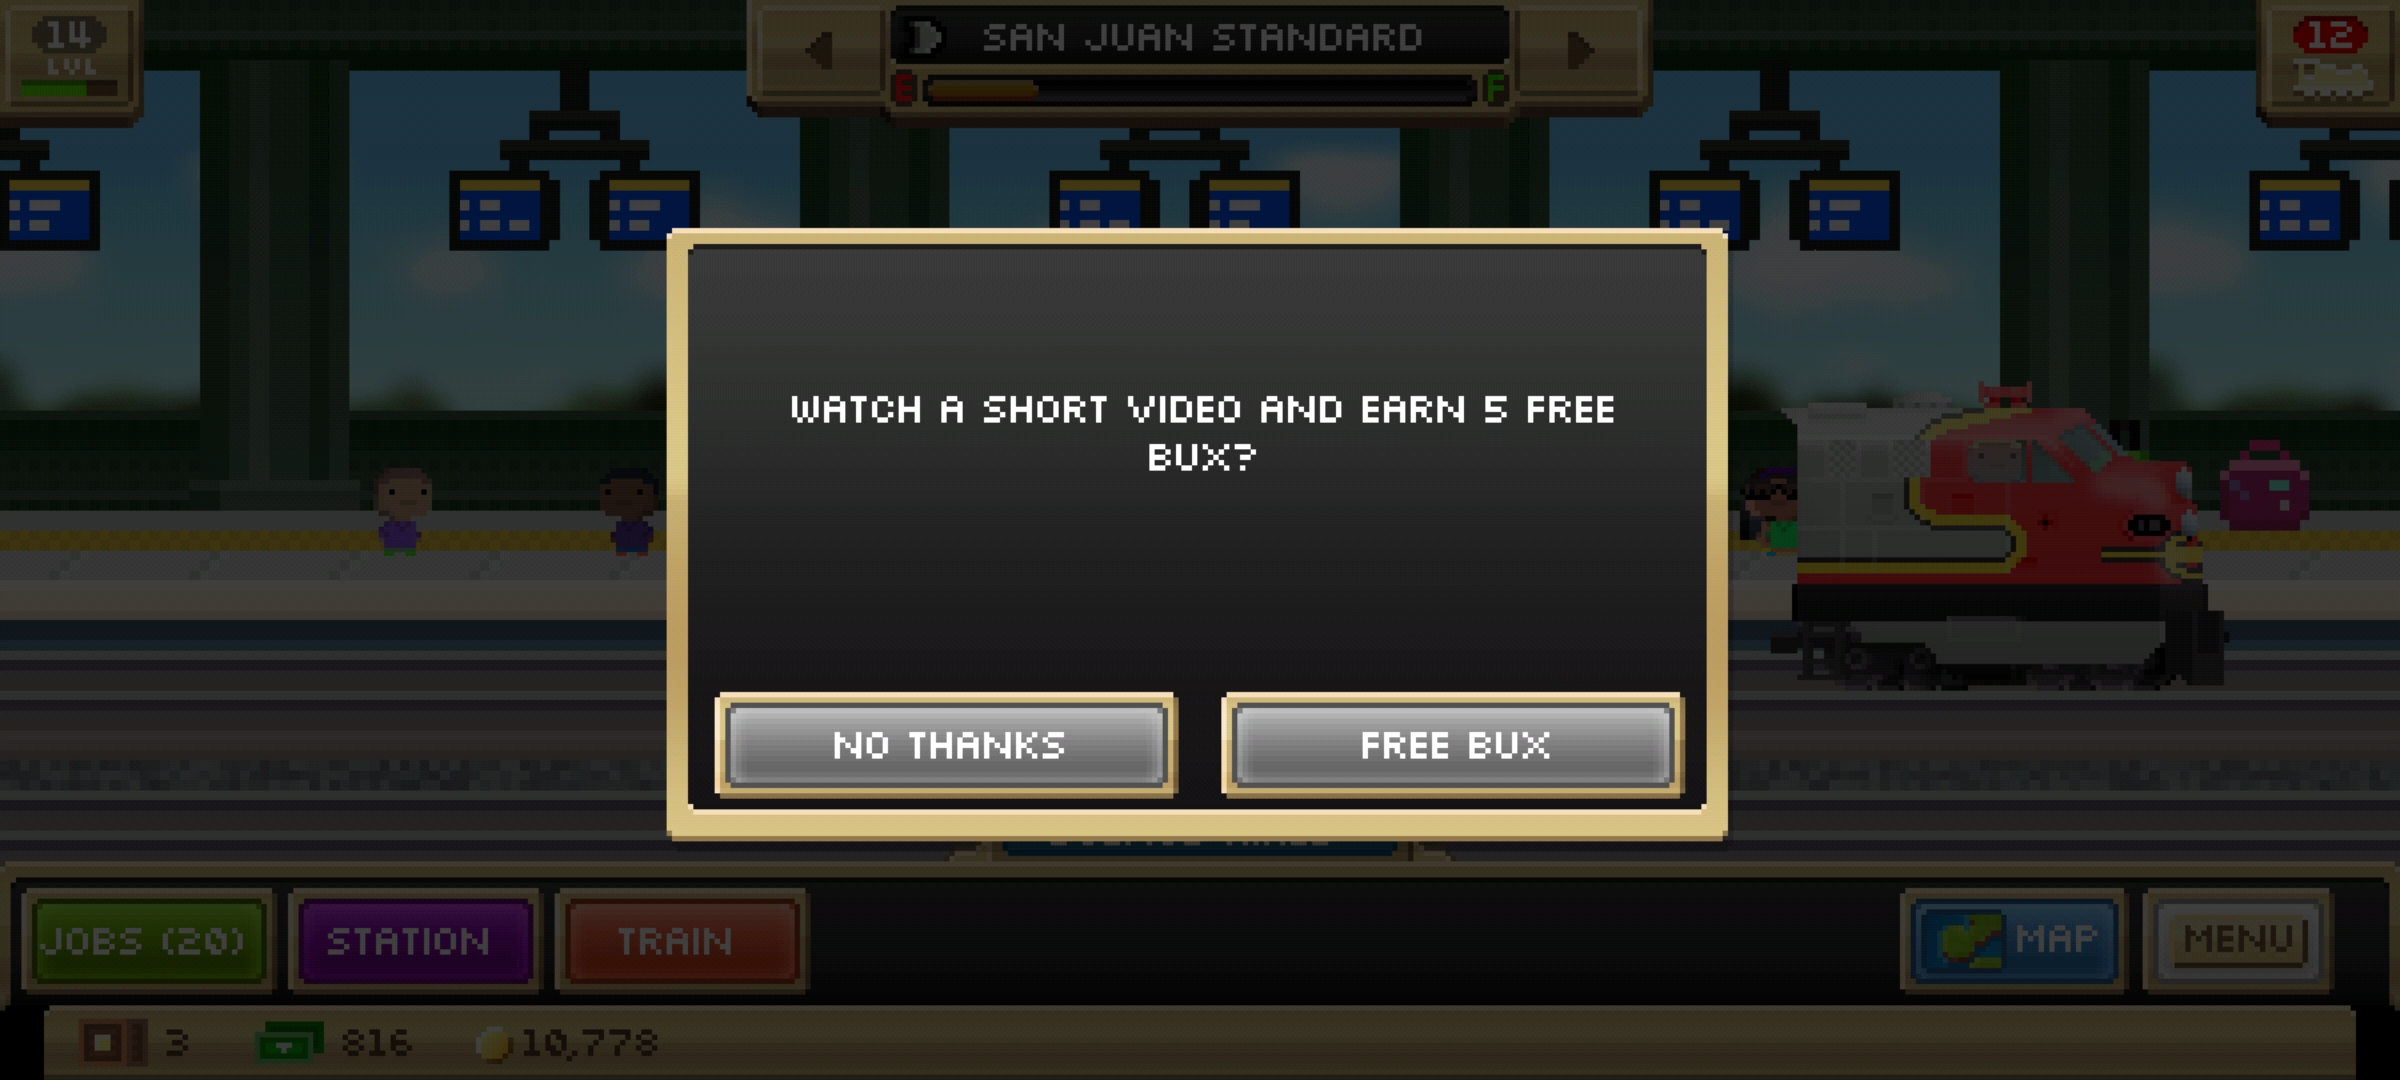 14
LVL
SAN JUAN STANDARD
E F
12
WATCH A SHORT VIDEO AND EARN 5 FREE
BUX?
NO THANKS
FREE BUX
JOBS (20)
STATION
TRAIN
MAP
MENU
3
816
10,778